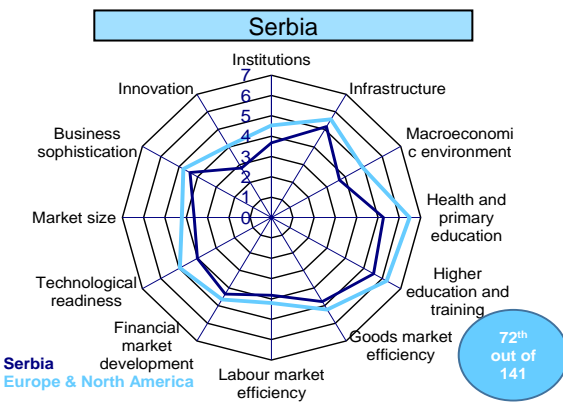 Serbia
Institutions
Infrastructure
Macroeconomi
c environment
Health and
primary
education
Higher
education and
training
Goods market
efficiency
Labour market
efficiency
Financial
market
development
Technological
readiness
Market size
Business
sophistication
Innovation
7
6
5
4
3
2
1
0
Serbia
Europe & North America
72th
out of
141